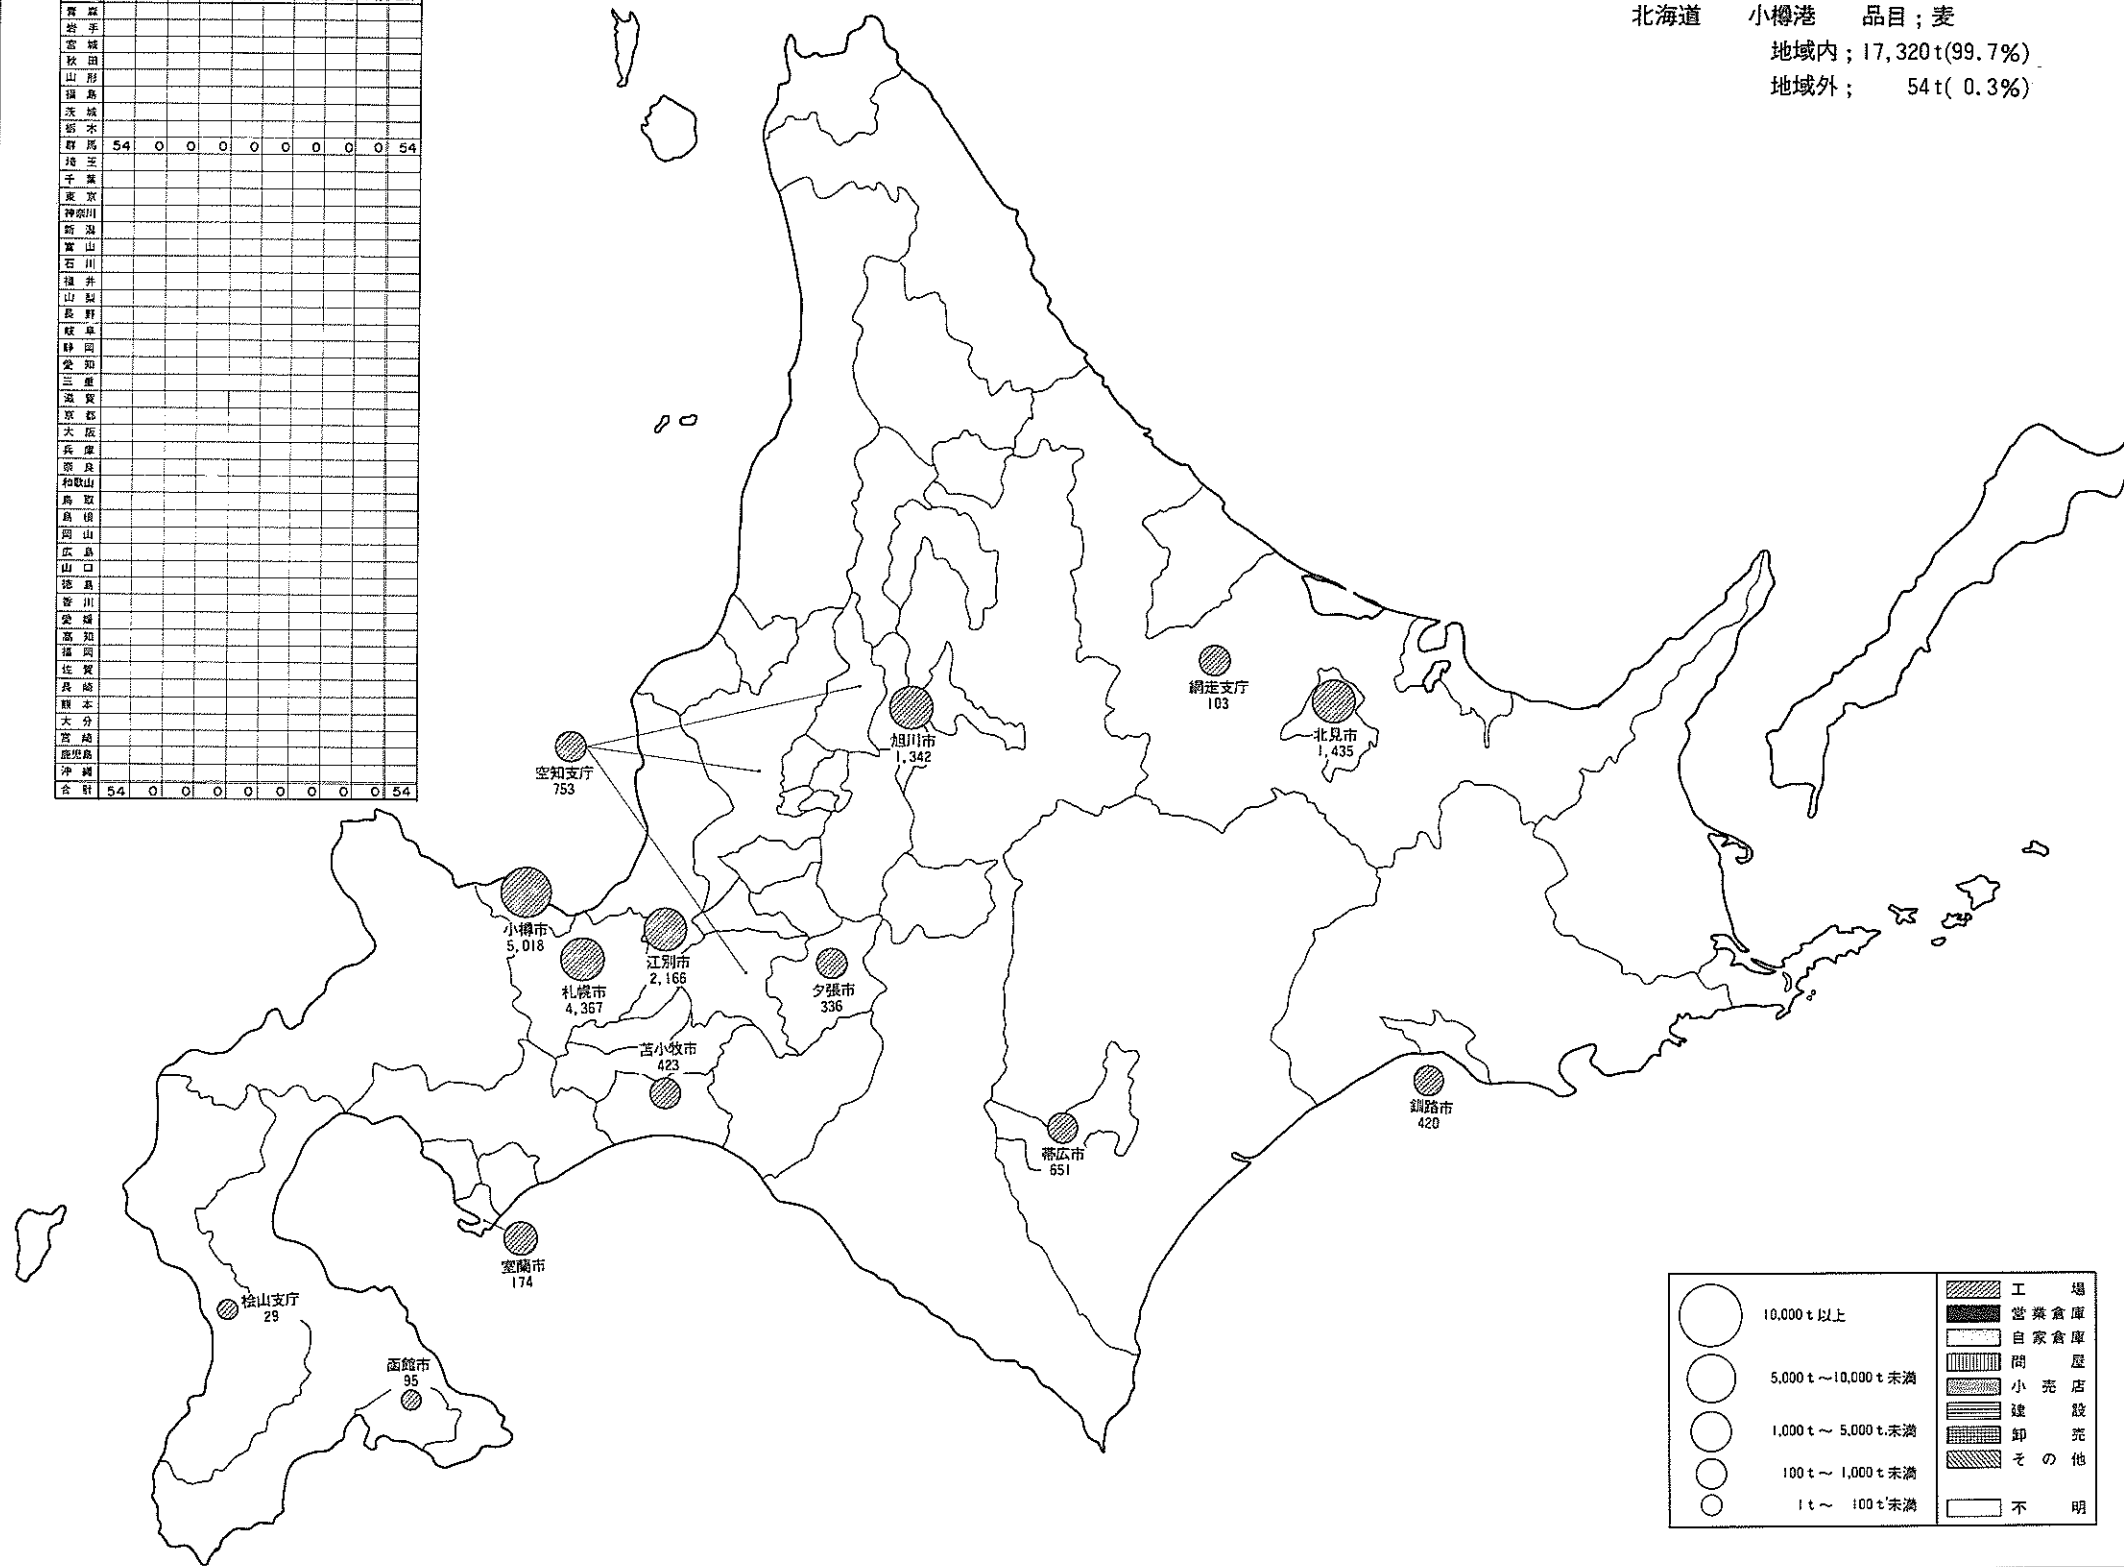 北海道 小樽港 品目；麦
地域内；17,320t(99.7%)
地域外； 54t( 0.3%)
青森
岩手
宮城
秋田
山形
福島
茨城
栃木
群馬 54 0 0 0 0 0 0 0 0 54
埼玉
千葉
東京
神奈川
新潟
富山
石川
福井
山梨
長野
岐阜
静岡
愛知
三重
滋賀
京都
大阪
兵庫
奈良
和歌山
鳥取
島根
岡山
広島
山口
徳島
香川
愛媛
高知
福岡
佐賀
長崎
熊本
大分
宮崎
鹿児島
沖縄
合計 54 0 0 0 0 0 0 0 0 54
網走支庁
103
北見市
1,435
旭川市
1,342
空知支庁
753
小樽市
5,018
江別市
2,166
札幌市
4,367
夕張市
336
苫小牧市
423
釧路市
420
帯広市
651
室蘭市
174
桧山支庁
29
函館市
95
10,000t以上
5,000t～10,000t未満
1,000t～5,000t未満
100t～1,000t未満
1t～100t未満
工場
営業倉庫
自家倉庫
問屋
小売店
建設
卸売
その他
不明